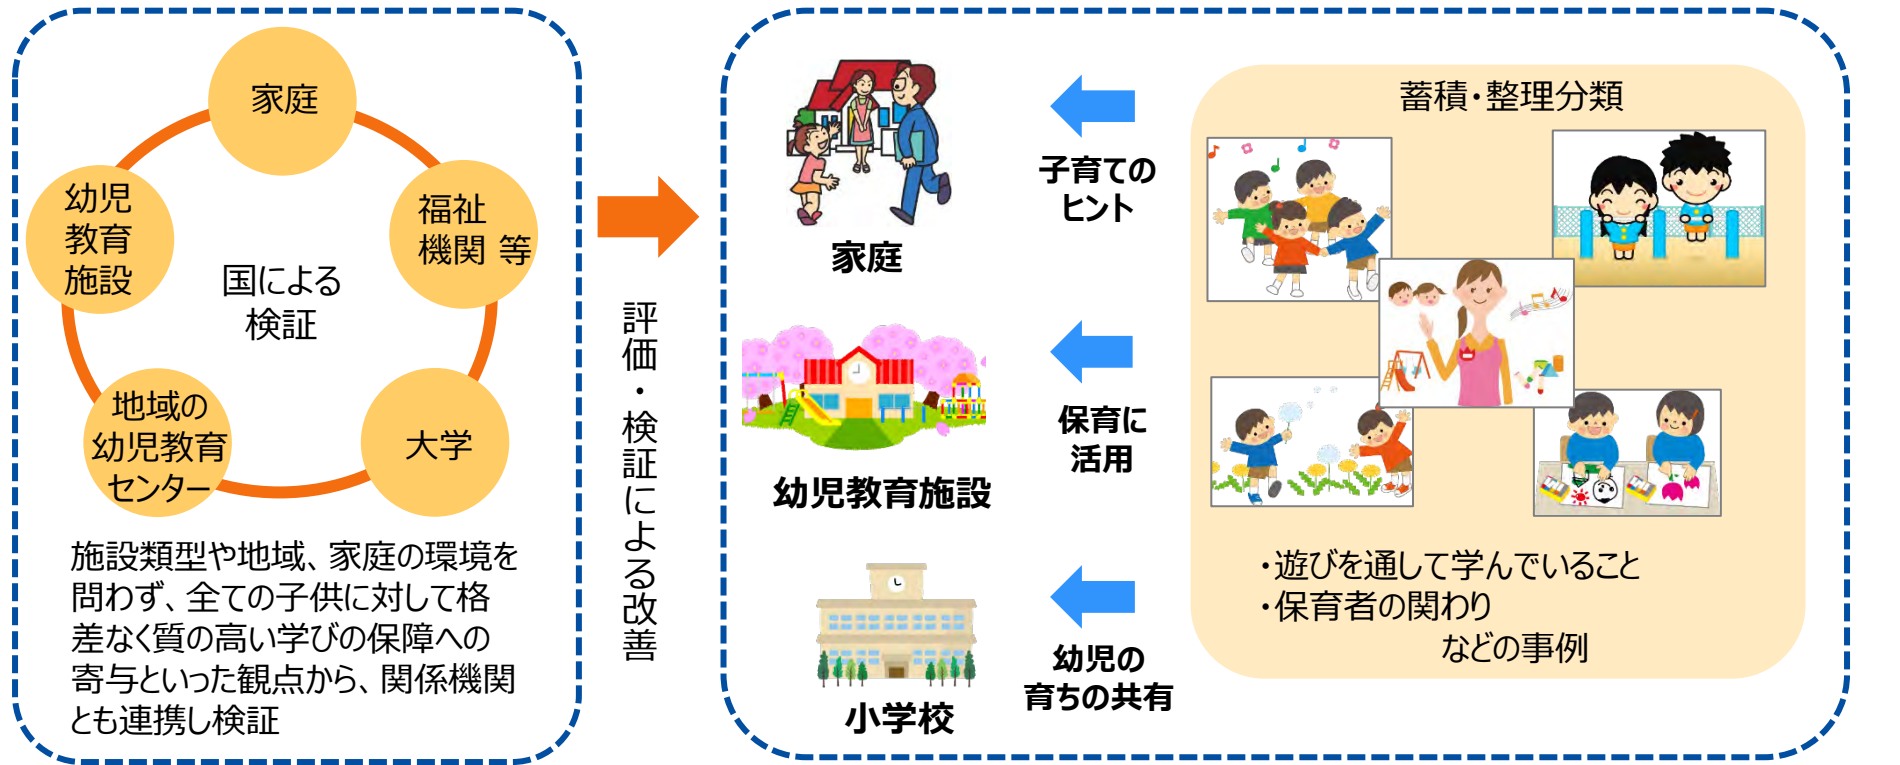 家庭
幼児
教育
施設
福祉
機関 等
国による
検証
地域の
幼児教育
センター
大学
施設類型や地域、家庭の環境を
問わず、全ての子供に対して格
差なく質の高い学びの保障への
寄与といった観点から、関係機関
とも連携し検証
評価・検証による改善
家庭
子育ての
ヒント
幼児教育施設
保育に
活用
小学校
幼児の
育ちの共有
蓄積・整理分類
・遊びを通して学んでいること
・保育者の関わり
などの事例